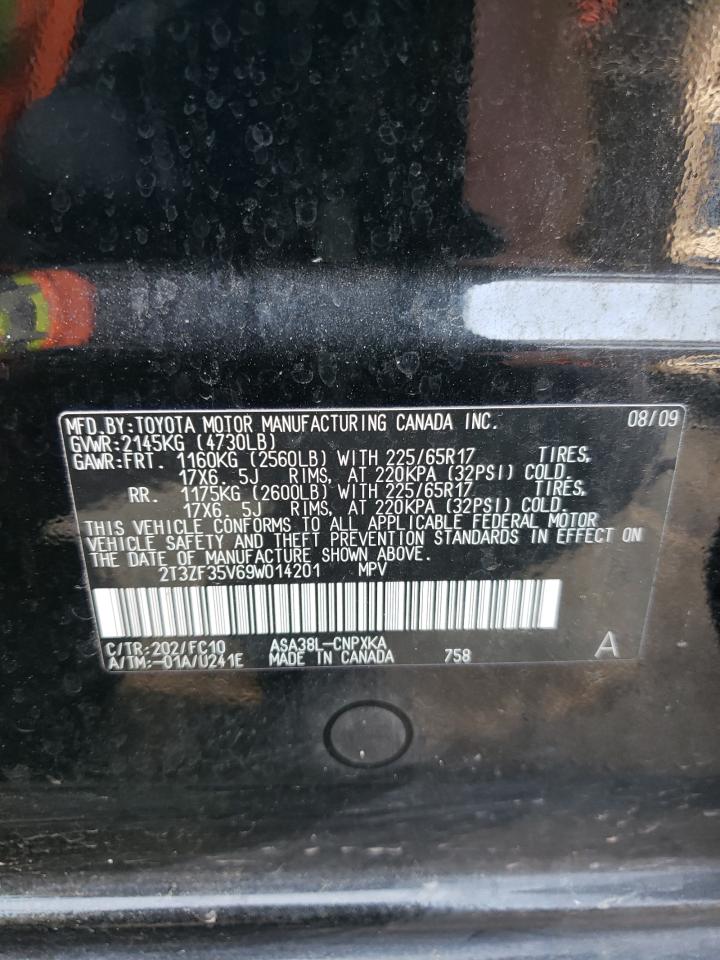 MFD.BY:TOYOTA MOTOR MANUFACTURING CANADA INC. 08/09
GVWR:2145KG (4730LB)
GAWR:FRT. 1160KG (2560LB) WITH 225/65R17 TIRES,
17X6. 5J RIMS, AT 220KPA (32PSI) COLD.
RR. 1175KG (2600LB) WITH 225/65R17 TIRES,
17X6. 5J RIMS, AT 220KPA (32PSI) COLD.
THIS VEHICLE CONFORMS TO ALL APPLICABLE FEDERAL MOTOR
VEHICLE SAFETY AND THEFT PREVENTION STANDARDS IN EFFECT ON
THE DATE OF MANUFACTURE SHOWN ABOVE.
2T3ZF35V69W014201 MPV
C/TR:202/FC10 ASA38L-CNPXKA
A/TM:-01A/U241E MADE IN CANADA 758 A